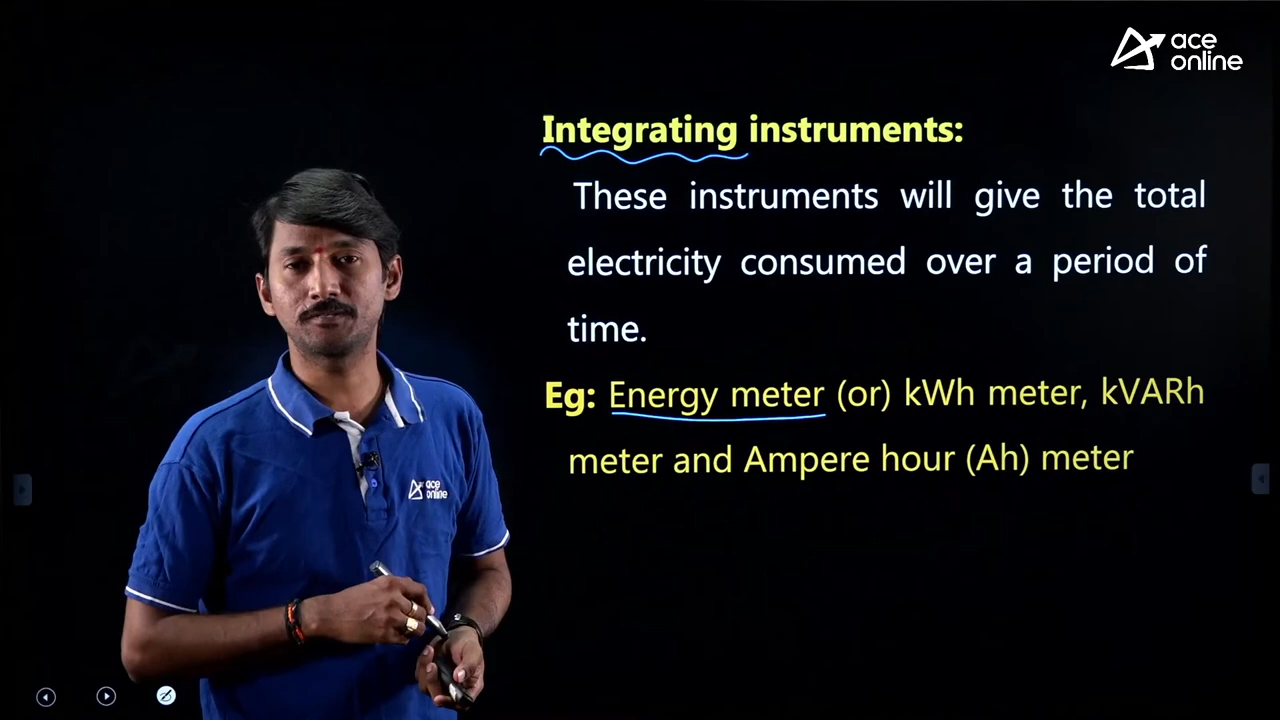 ace
online
Integrating instruments:
These instruments will give the total
electricity consumed over a period of
time.
Eg: Energy meter (or) kWh meter, kVARh
meter and Ampere hour (Ah) meter
ace
online